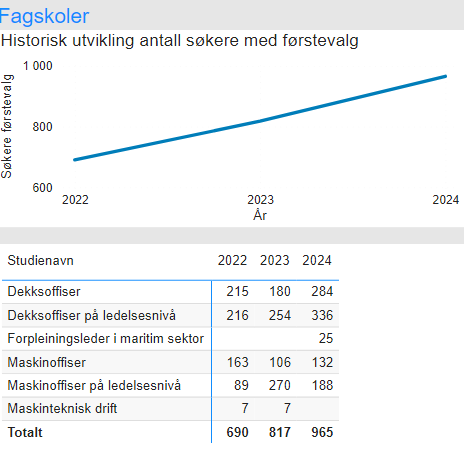 Fagskoler
Historisk utvikling antall søkere med førstevalg
Søkere førstevalg
1 000
800
600
2022
2023
2024
År
Studienavn 2022 2023 2024
Dekksoffiser 215 180 284
Dekksoffiser på ledelsesnivå 216 254 336
Forpleiningsleder i maritim sektor 25
Maskinoffiser 163 106 132
Maskinoffiser på ledelsesnivå 89 270 188
Maskinteknisk drift 7 7
Totalt 690 817 965